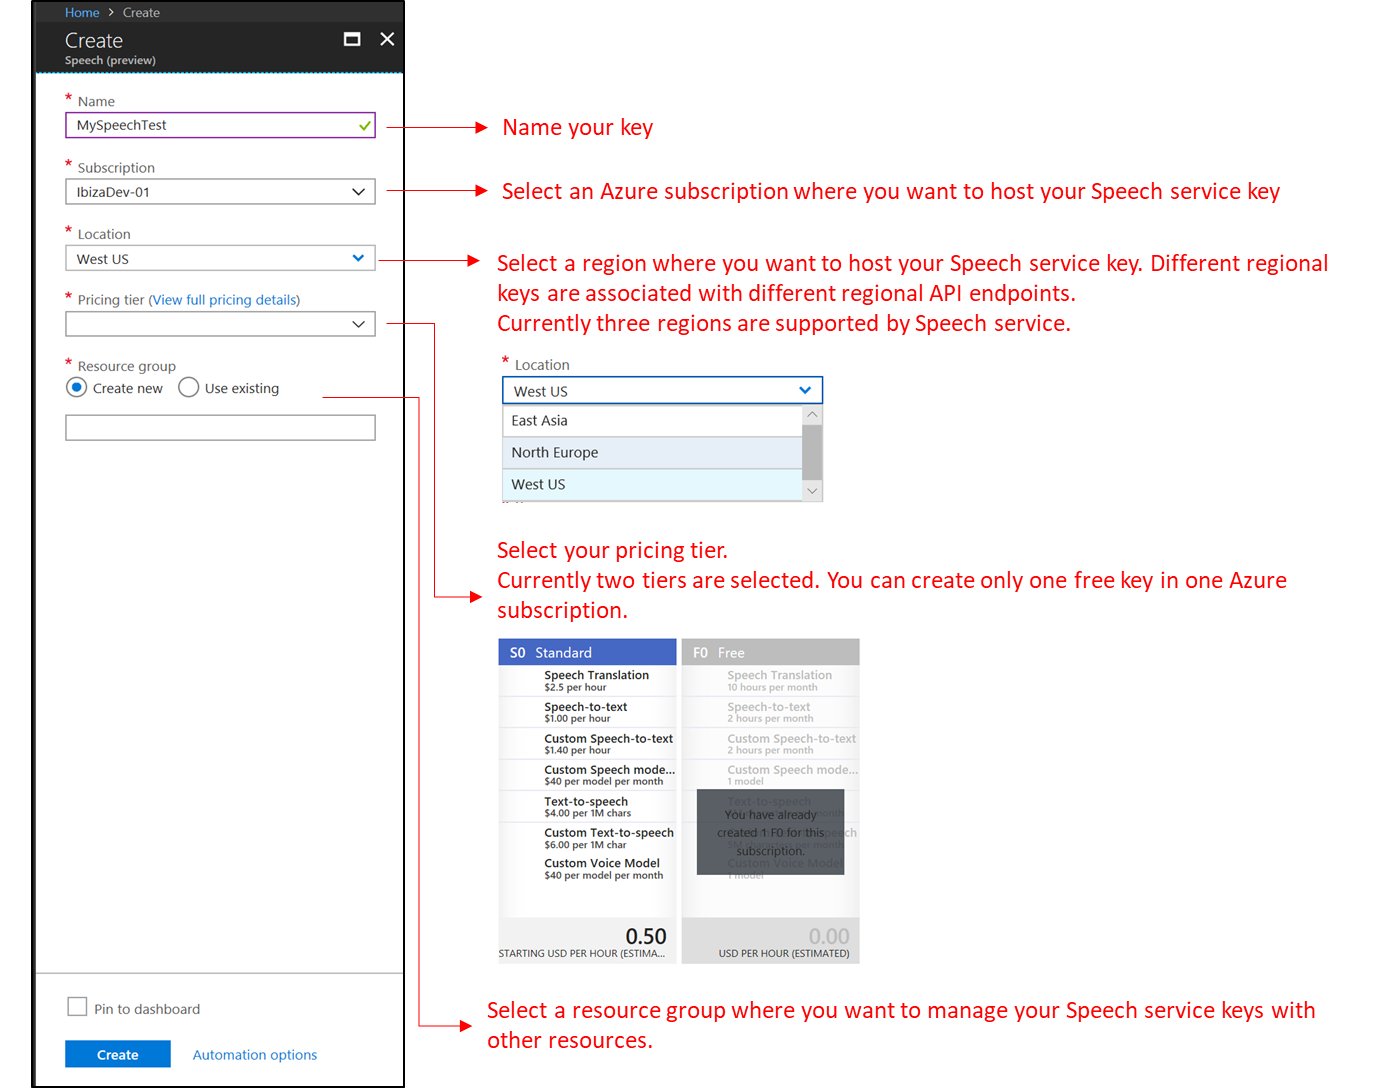 Home > Create
Create
Speech (preview)
* Name
MySpeechTest
* Subscription
IbizaDev-01
* Location
West US
* Pricing tier (View full pricing details)
* Resource group
Create new Use existing
Pin to dashboard
Create Automation options
Name your key
Select an Azure subscription where you want to host your Speech service key
Select a region where you want to host your Speech service key. Different regional
keys are associated with different regional API endpoints.
Currently three regions are supported by Speech service.
* Location
West US
East Asia
North Europe
West US
Select your pricing tier.
Currently two tiers are selected. You can create only one free key in one Azure
subscription.
S0 Standard
Speech Translation
$2.5 per hour
Speech-to-text
$1.00 per hour
Custom Speech-to-text
$1.40 per hour
Custom Speech mode...
$40 per model per month
Text-to-speech
$4.00 per 1M chars
Custom Text-to-speech
$6.00 per 1M char
Custom Voice Model
$40 per model per month
0.50
STARTING USD PER HOUR (ESTIMA...
F0 Free
Speech Translation
10 hours per month
Speech-to-text
2 hours per month
Custom Speech-to-text
2 hours per month
Custom Speech mode...
1 model
Text-to-speech
You have already
created 1 F0 for this
subscription.
Custom Voice Model
1 model
0.00
USD PER HOUR (ESTIMATED)
Select a resource group where you want to manage your Speech service keys with
other resources.